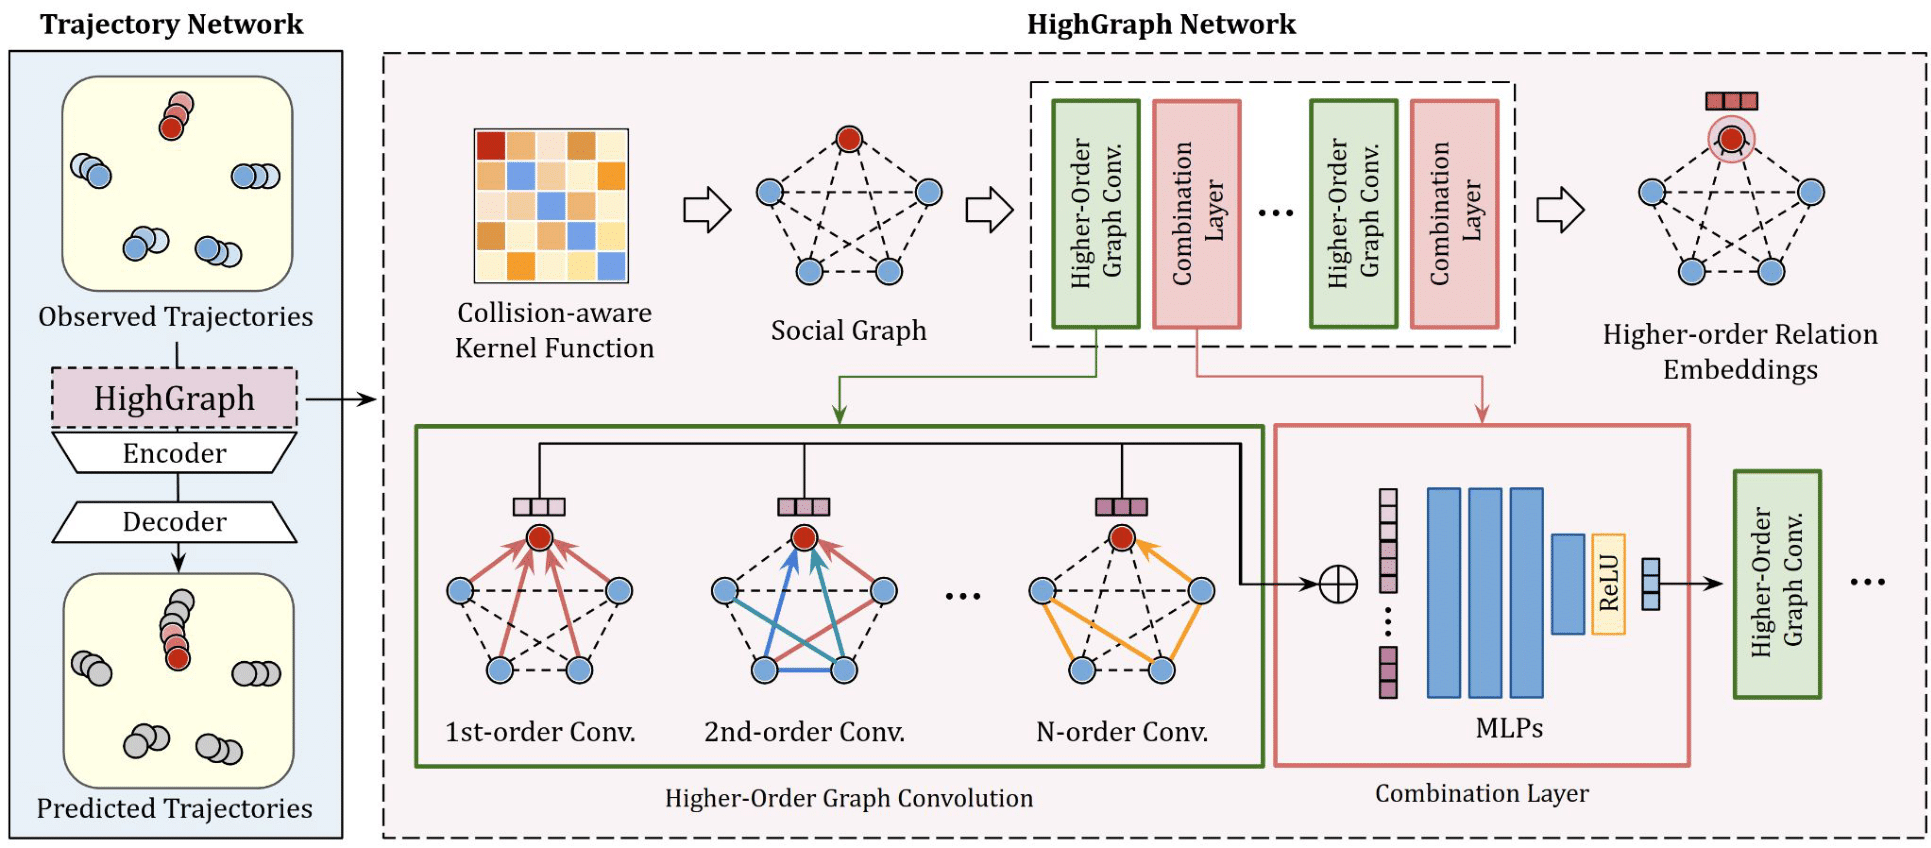 Trajectory Network
Observed Trajectories
HighGraph
Encoder
Decoder
Predicted Trajectories
HighGraph Network
Collision-aware
Kernel Function
Social Graph
Higher-Order
Graph Conv.
Combination
Layer
...
Higher-Order
Graph Conv.
Combination
Layer
Higher-order Relation
Embeddings
1st-order Conv.
2nd-order Conv.
...
N-order Conv.
Higher-Order Graph Convolution
ReLU
MLPs
Combination Layer
Higher-Order
Graph Conv.
...